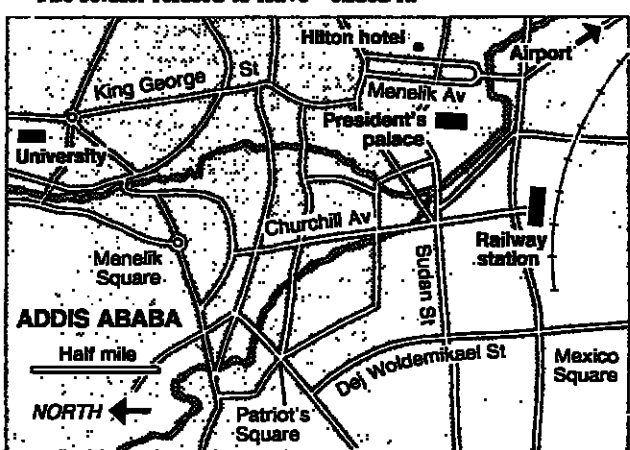 Hilton hotel
Airport
King George St
Menelik Av
President's
palace
University
Churchill Av
Menelik
Square
Railway
station
Sudan St
ADDIS ABABA
Half mile
Dej Woldemikael St
Mexico
Square
NORTH
Patriot's
Square